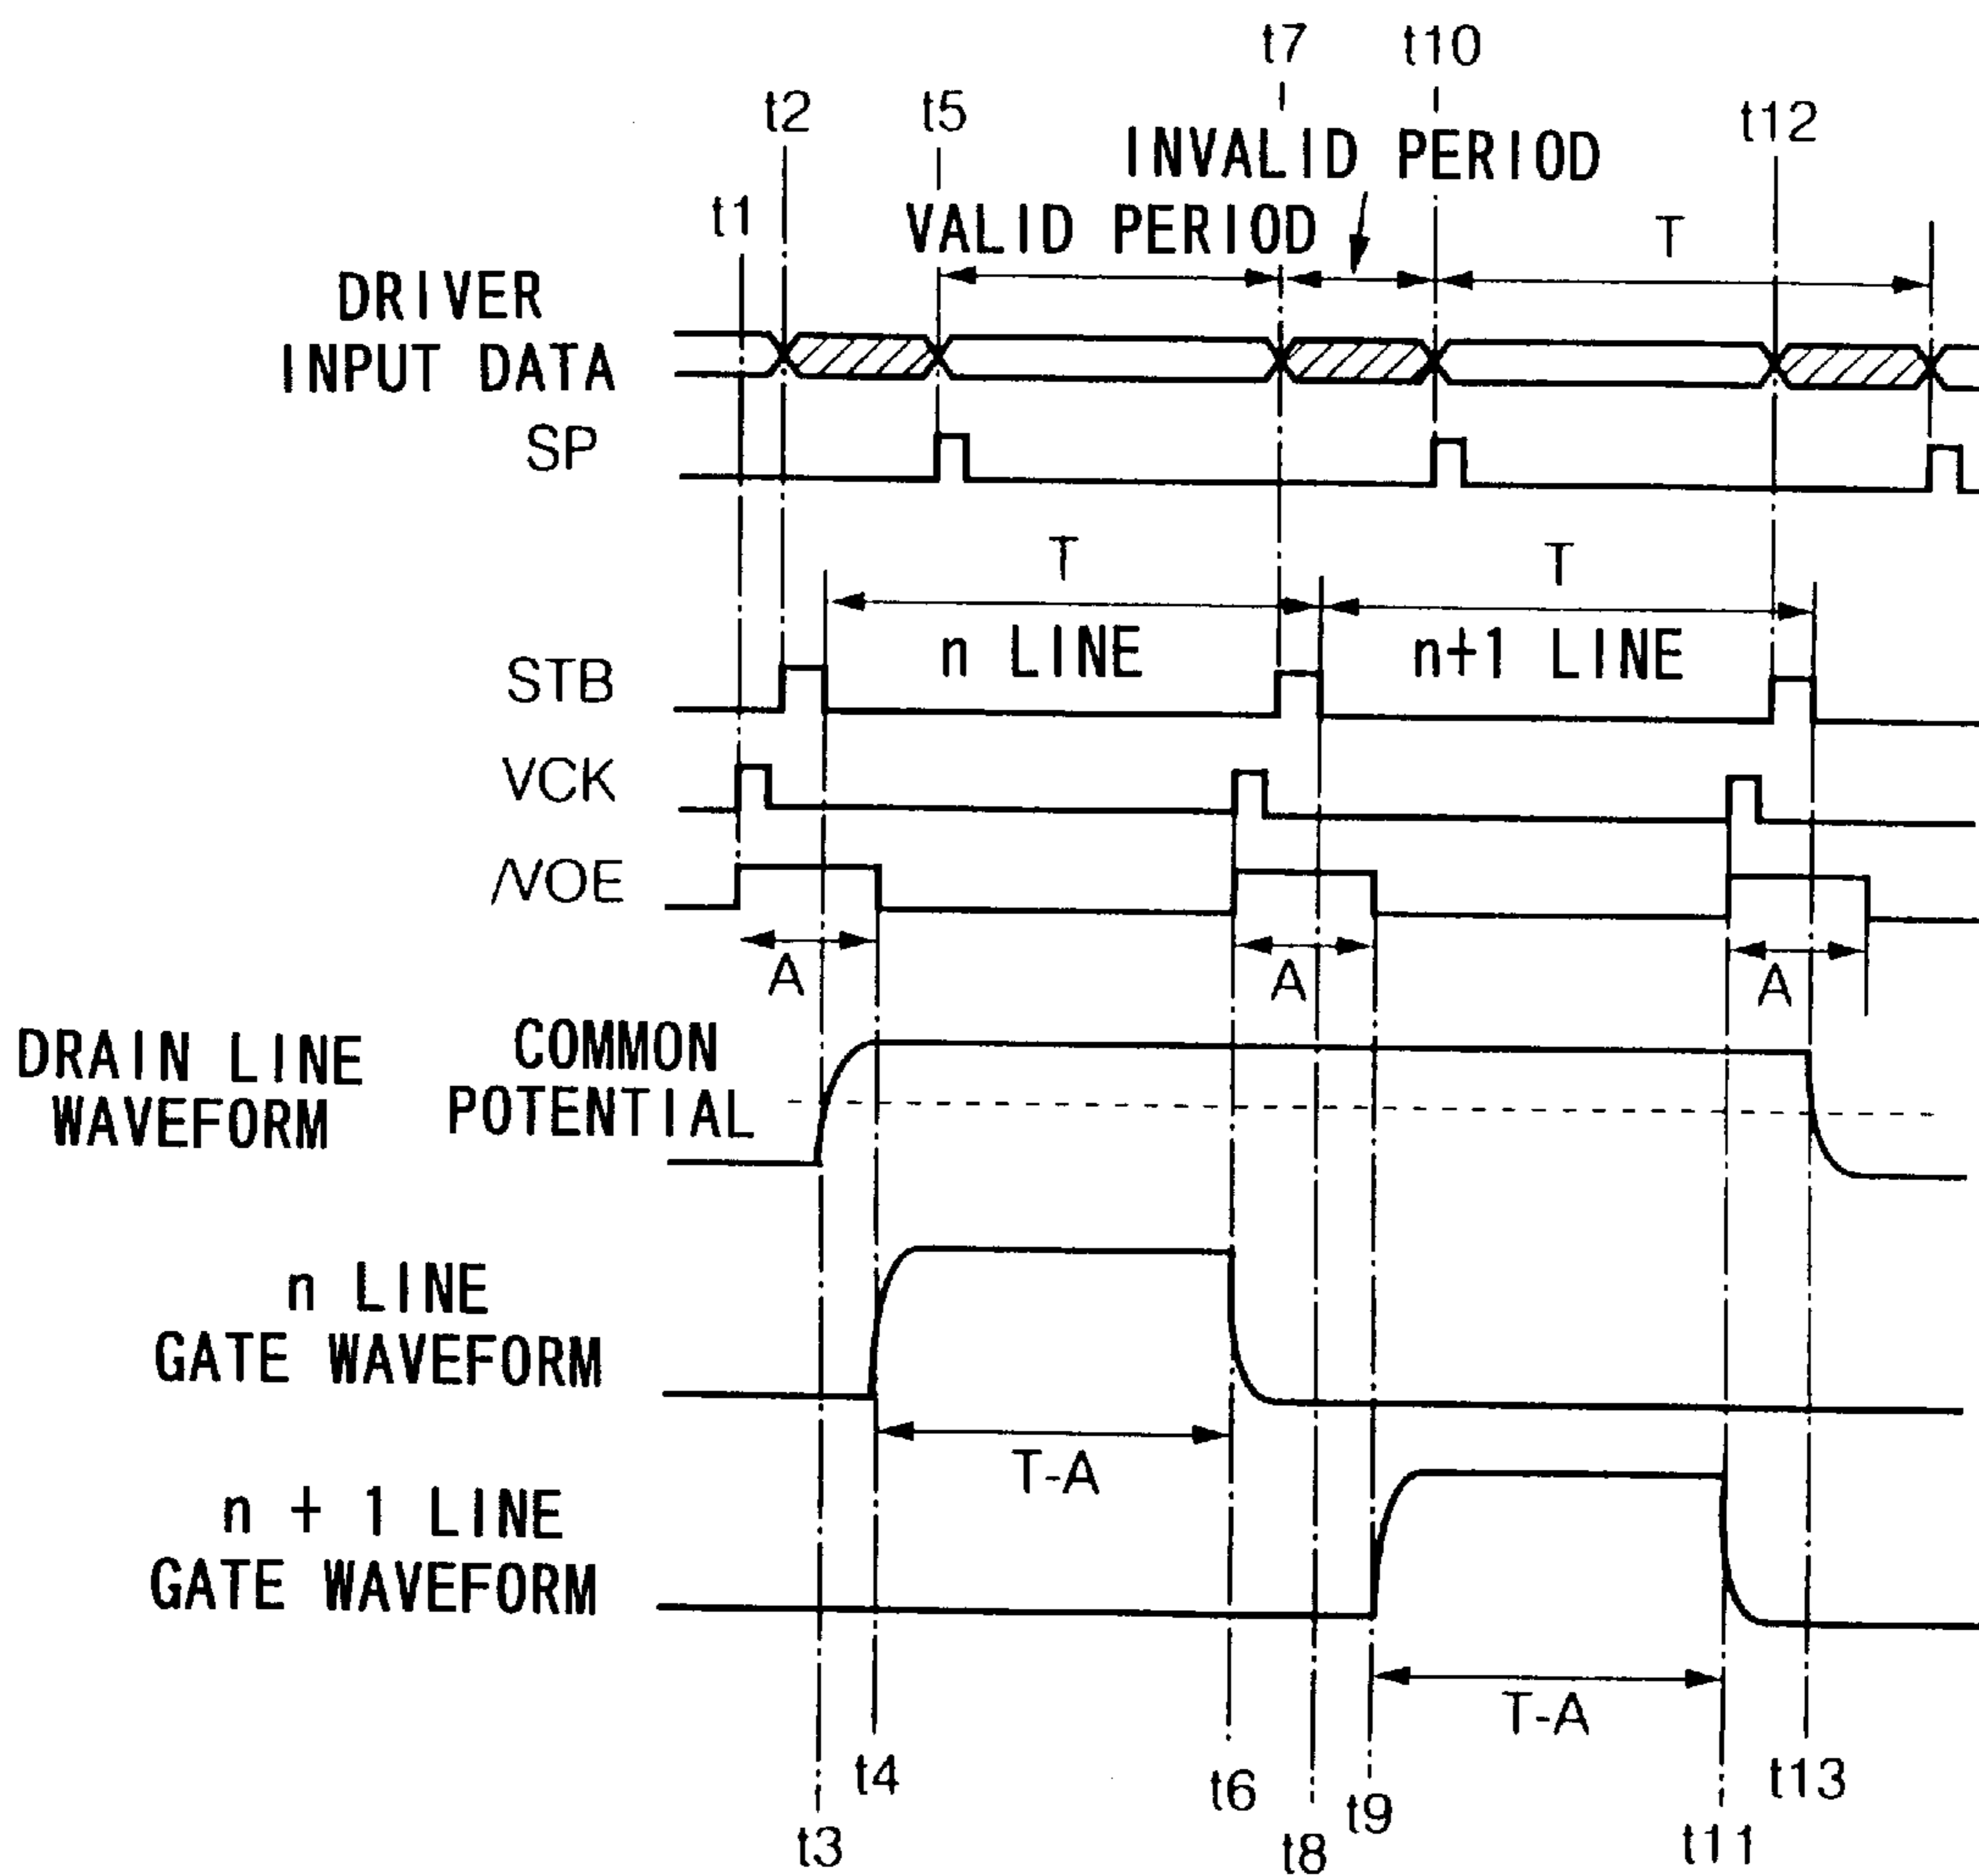 t7 t10
t2 t5 t12
INVALID PERIOD
t1 VALID PERIOD T
DRIVER
INPUT DATA
SP
T T
n LINE n+1 LINE
STB
VCK
/VOE
A A A
DRAIN LINE
WAVEFORM
COMMON
POTENTIAL
n LINE
GATE WAVEFORM
T-A
n + 1 LINE
GATE WAVEFORM
T-A
t4 t6 t9 t13
t3 t8 t11